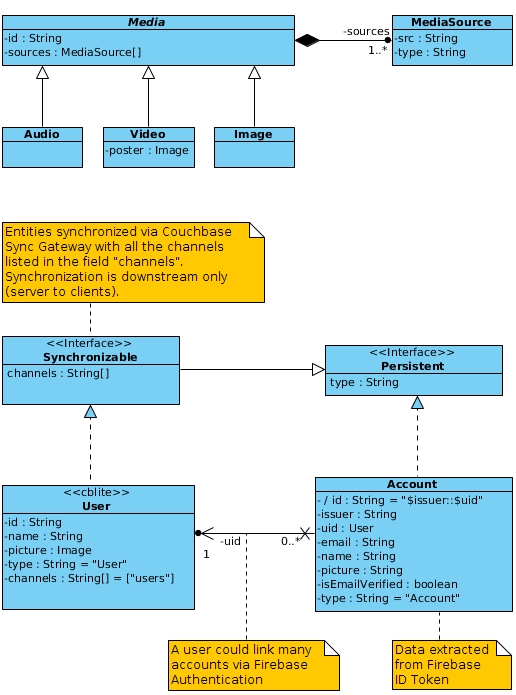 Media
-id : String
-sources : MediaSource[]
-sources
1..*
MediaSource
-src : String
-type : String
Audio
Video
-poster : Image
Image
Entities synchronized via Couchbase
Sync Gateway with all the channels
listed in the field "channels".
Synchronization is downstream only
(server to clients).
<<Interface>>
Synchronizable
channels : String[]
<<Interface>>
Persistent
type : String
<<cblite>>
User
-id : String
-name : String
-picture : Image
-type : String = "User"
-channels : String[] = ["users"]
-uid
1
0..*
Account
- / id : String = "$issuer::$uid"
-issuer : String
-uid : User
-email : String
-name : String
-picture : String
-isEmailVerified : boolean
-type : String = "Account"
A user could link many
accounts via Firebase
Authentication
Data extracted
from Firebase
ID Token